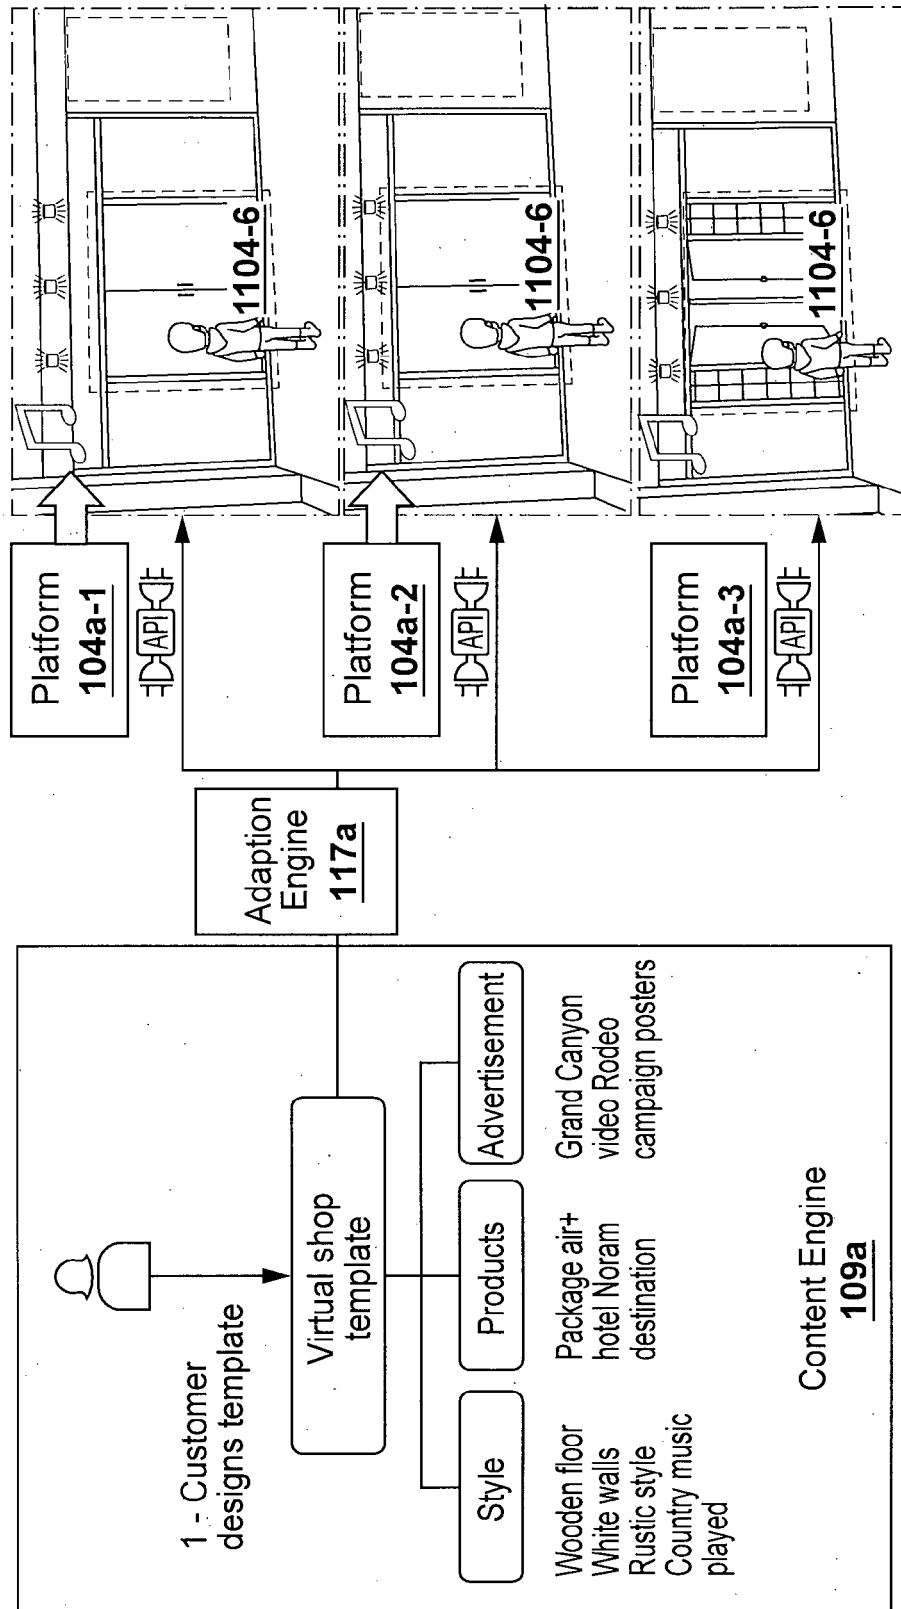 1 - Customer
designs template
Virtual shop
template
Style
Products
Advertisement
Wooden floor
White walls
Rustic style
Country music
played
Package air+
hotel Noram
destination
Grand Canyon
video Rodeo
campaign posters
Content Engine
109a
Adaption
Engine
117a
Platform
104a-1
API
Platform
104a-2
API
Platform
104a-3
API
1104-6
1104-6
1104-6